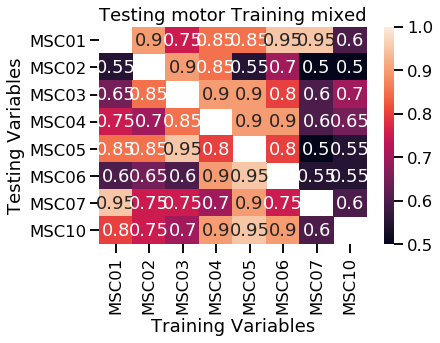 Testing motor Training mixed
Testing Variables
MSC01 0.9 0.75 0.85 0.85 0.95 0.95 0.6
MSC02 0.55 0.9 0.85 0.55 0.7 0.5 0.5
MSC03 0.65 0.85 0.9 0.9 0.8 0.6 0.7
MSC04 0.75 0.7 0.85 0.9 0.9 0.6 0.65
MSC05 0.85 0.85 0.95 0.8 0.8 0.5 0.55
MSC06 0.6 0.65 0.6 0.9 0.95 0.55 0.55
MSC07 0.95 0.75 0.75 0.7 0.9 0.75 0.6
MSC10 0.8 0.75 0.7 0.9 0.95 0.9 0.6
MSC01 MSC02 MSC03 MSC04 MSC05 MSC06 MSC07 MSC10
Training Variables
1.0
0.9
0.8
0.7
0.6
0.5